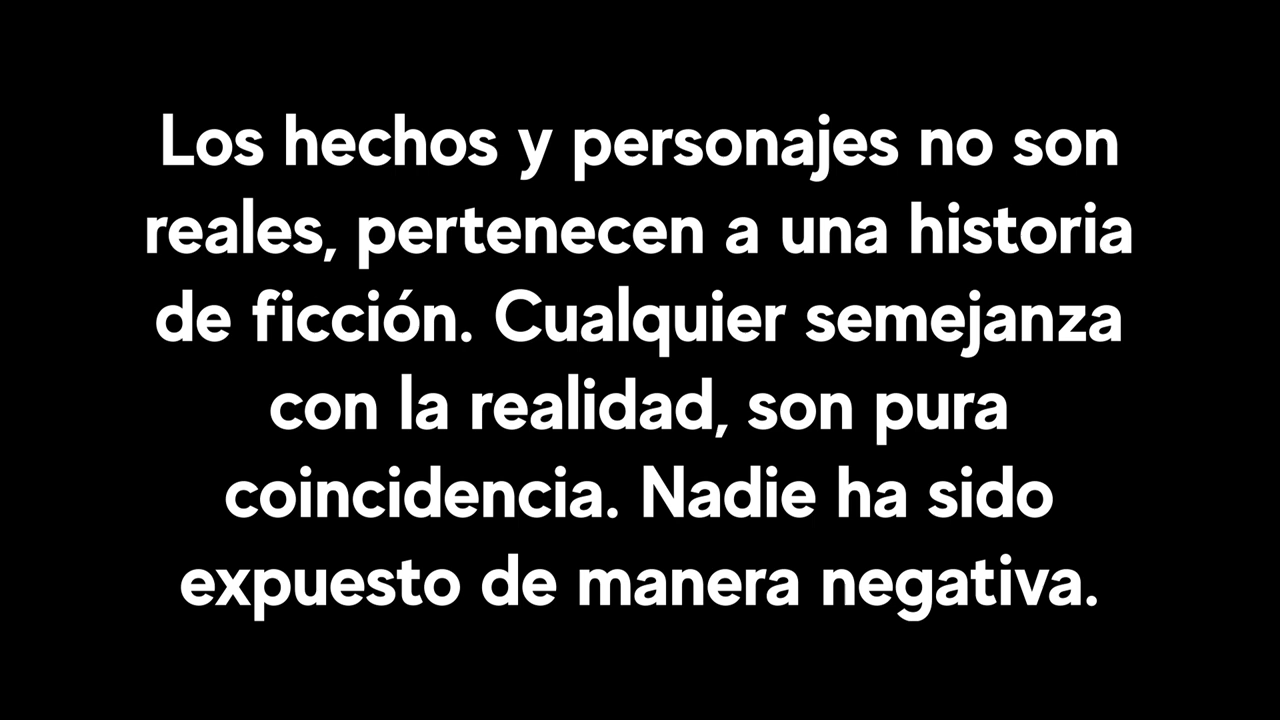 Los hechos y personajes no son
reales, pertenecen a una historia
de ficción. Cualquier semejanza
con la realidad, son pura
coincidencia. Nadie ha sido
expuesto de manera negativa.